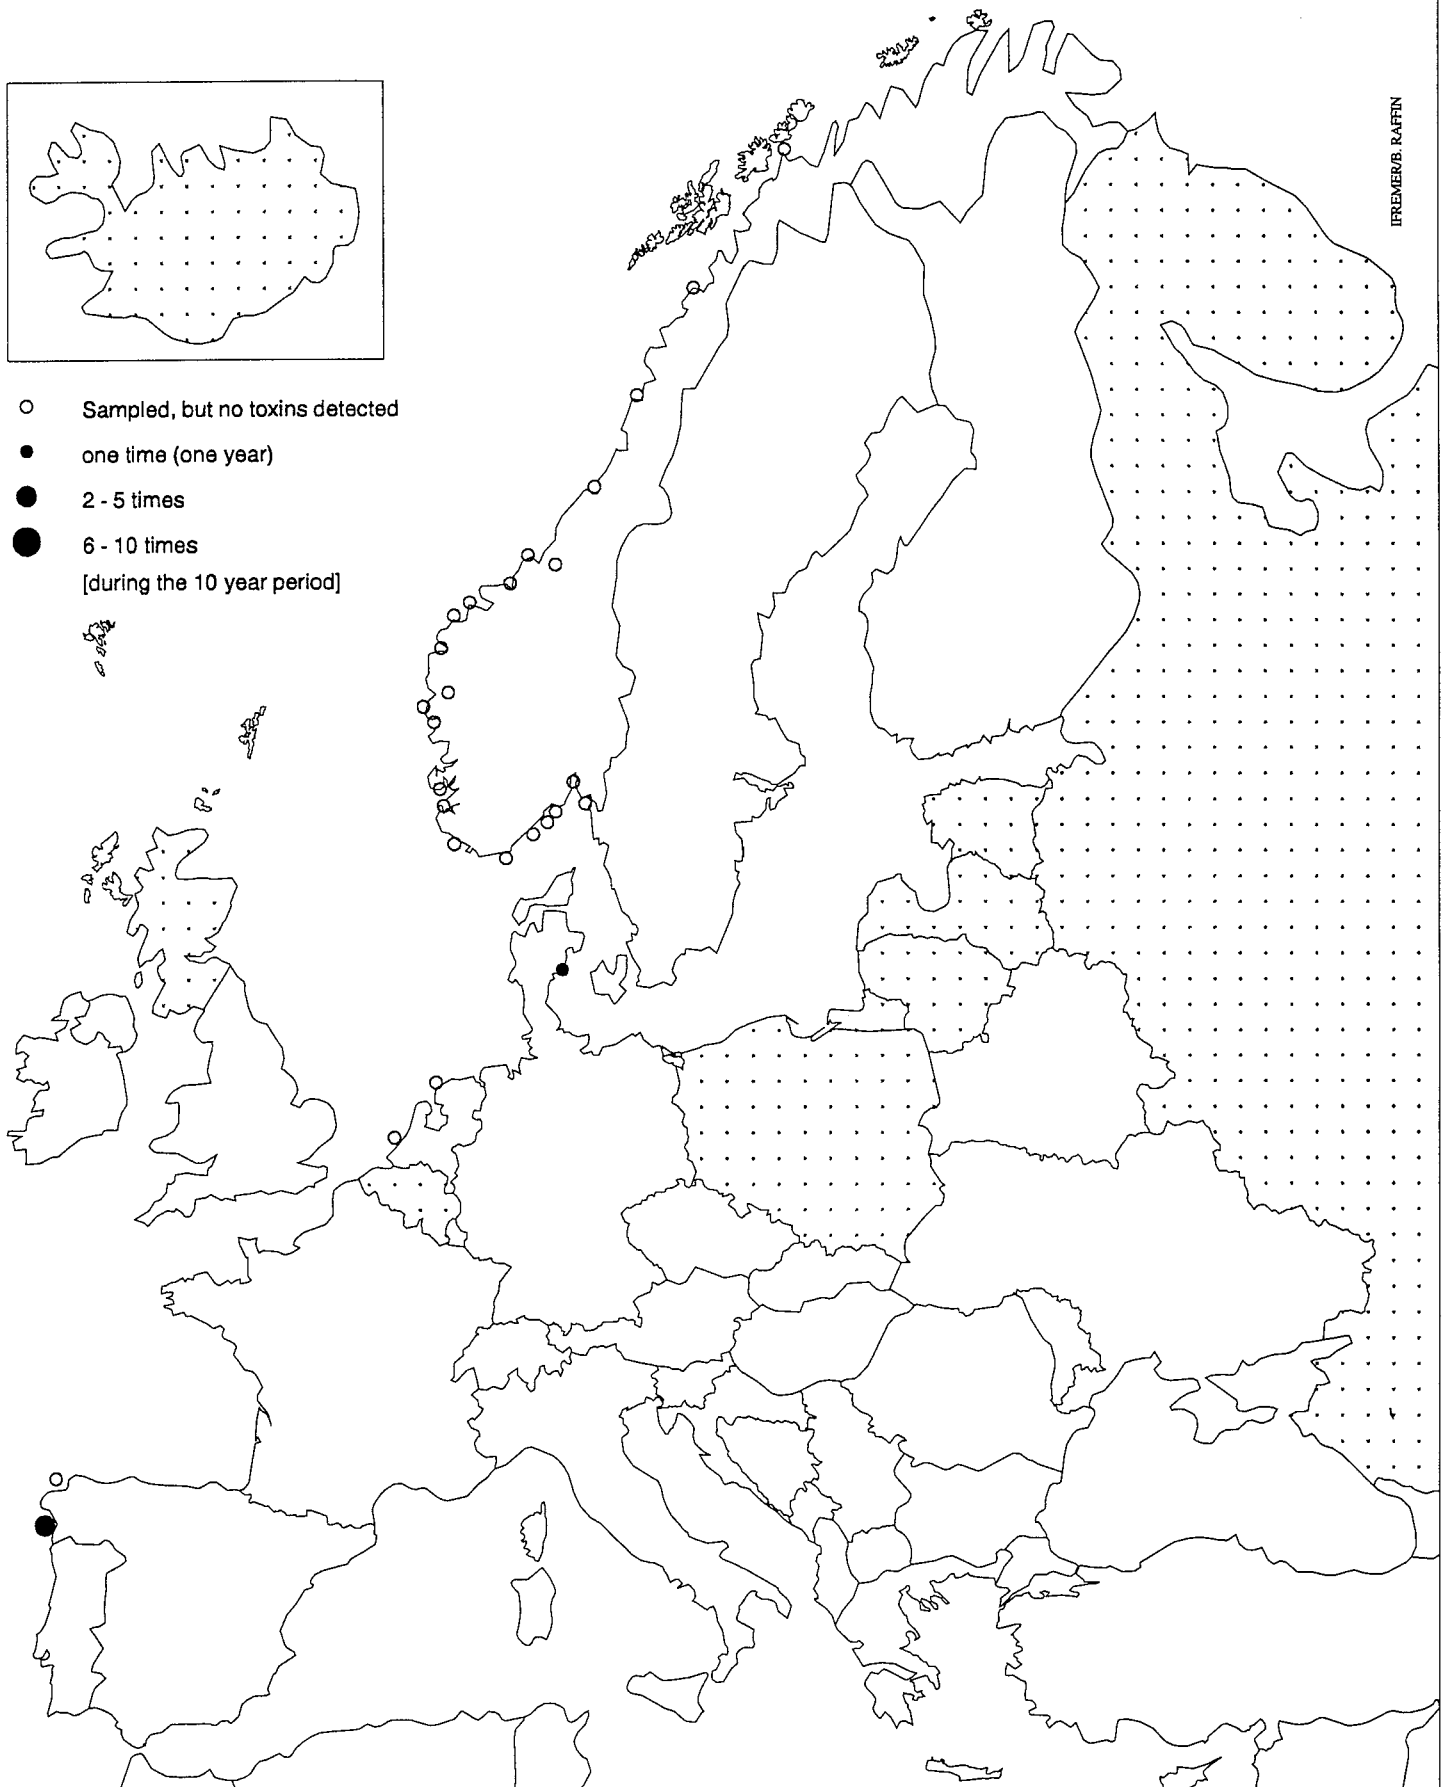 IFREMER/B. RAFFIN
Sampled, but no toxins detected
one time (one year)
2 - 5 times
6 - 10 times
[during the 10 year period]